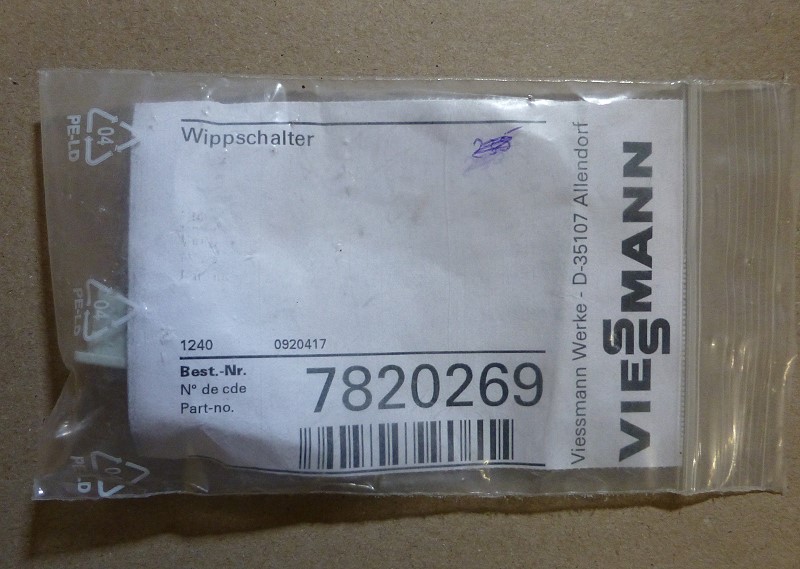 Wippschalter
1240 0920417
Best.-Nr.
N° de cde
Part-no.
7820269
Viessmann Werke - D-35107 Allendorf
VIESSMANN
04
PE-LD
04
PE-LD
04
PE-LD